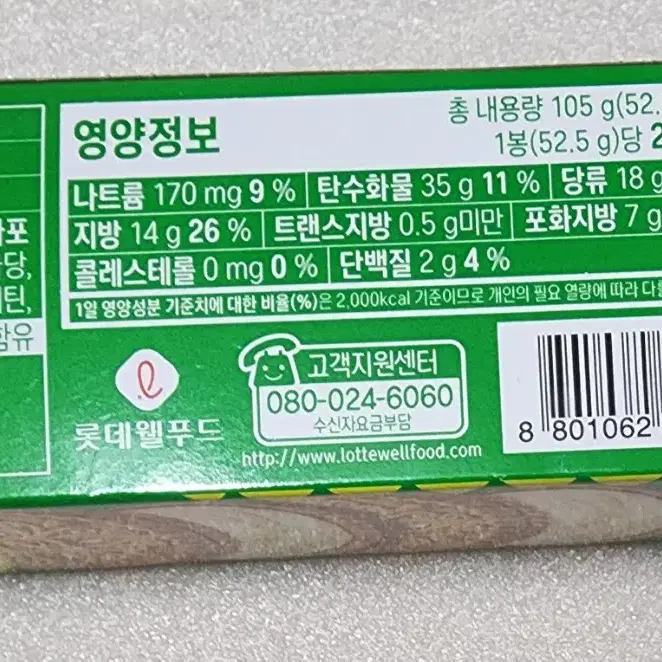 영양정보
총 내용량 105 g(52.
1봉(52.5 g)당 2
나트륨 170 mg 9 % 탄수화물 35 g 11 % 당류 18 g
지방 14 g 26 % 트랜스지방 0.5 g미만 포화지방 7 g
콜레스테롤 0 mg 0 % 단백질 2 g 4 %
1일 영양성분 기준치에 대한 비율(%)은 2,000kcal 기준이므로 개인의 필요 열량에 따라 다를
당,
틴,
함유
롯데웰푸드
고객지원센터
080-024-6060
수신자요금부담
http://www.lottewellfood.com
8 801062